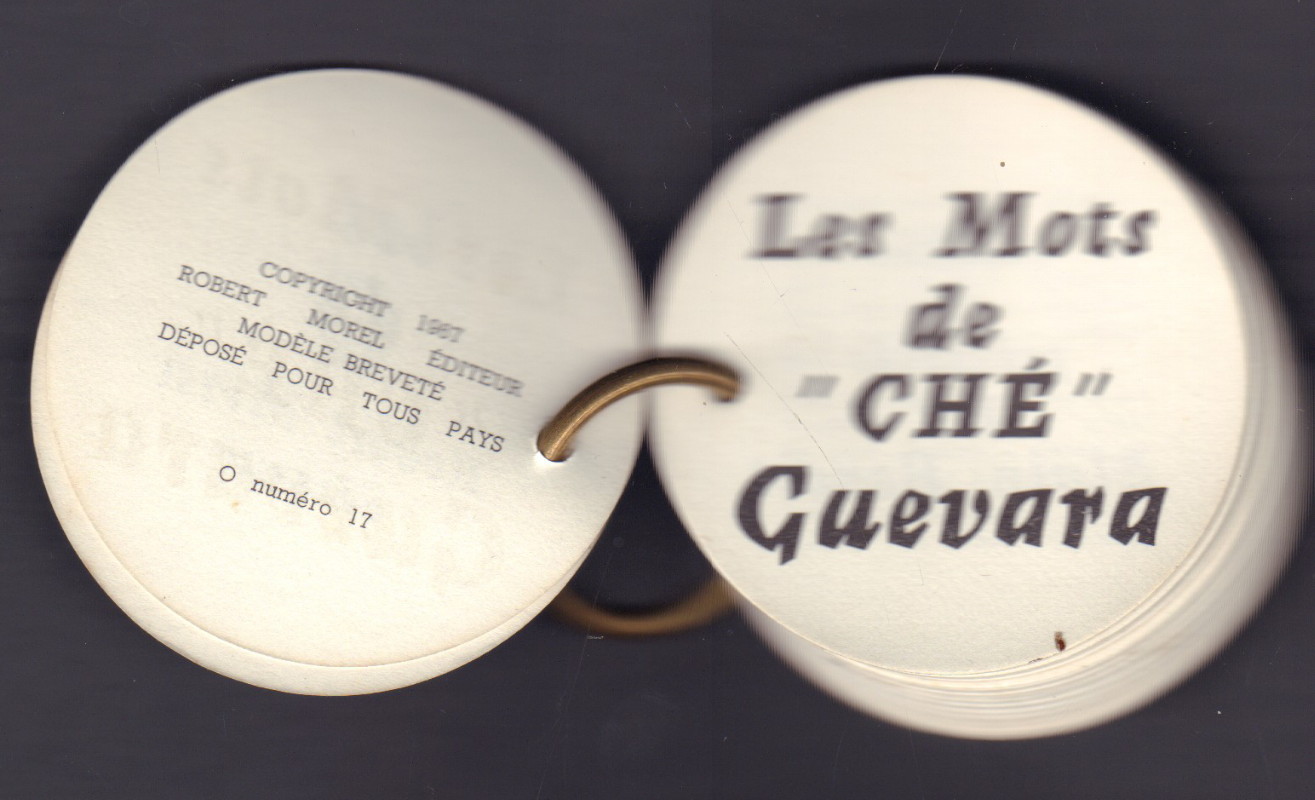 COPYRIGHT 1967
ROBERT MOREL ÉDITEUR
MODÈLE BREVETÉ
DÉPOSÉ POUR TOUS PAYS
O numéro 17
Les Mots
de
"CHÉ"
Guevara